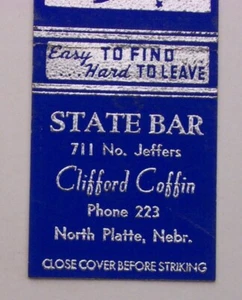 Easy TO FIND
...Hard TO LEAVE
STATE BAR
711 No. Jeffers
Clifford Coffin
Phone 223
North Platte, Nebr.
CLOSE COVER BEFORE STRIKING